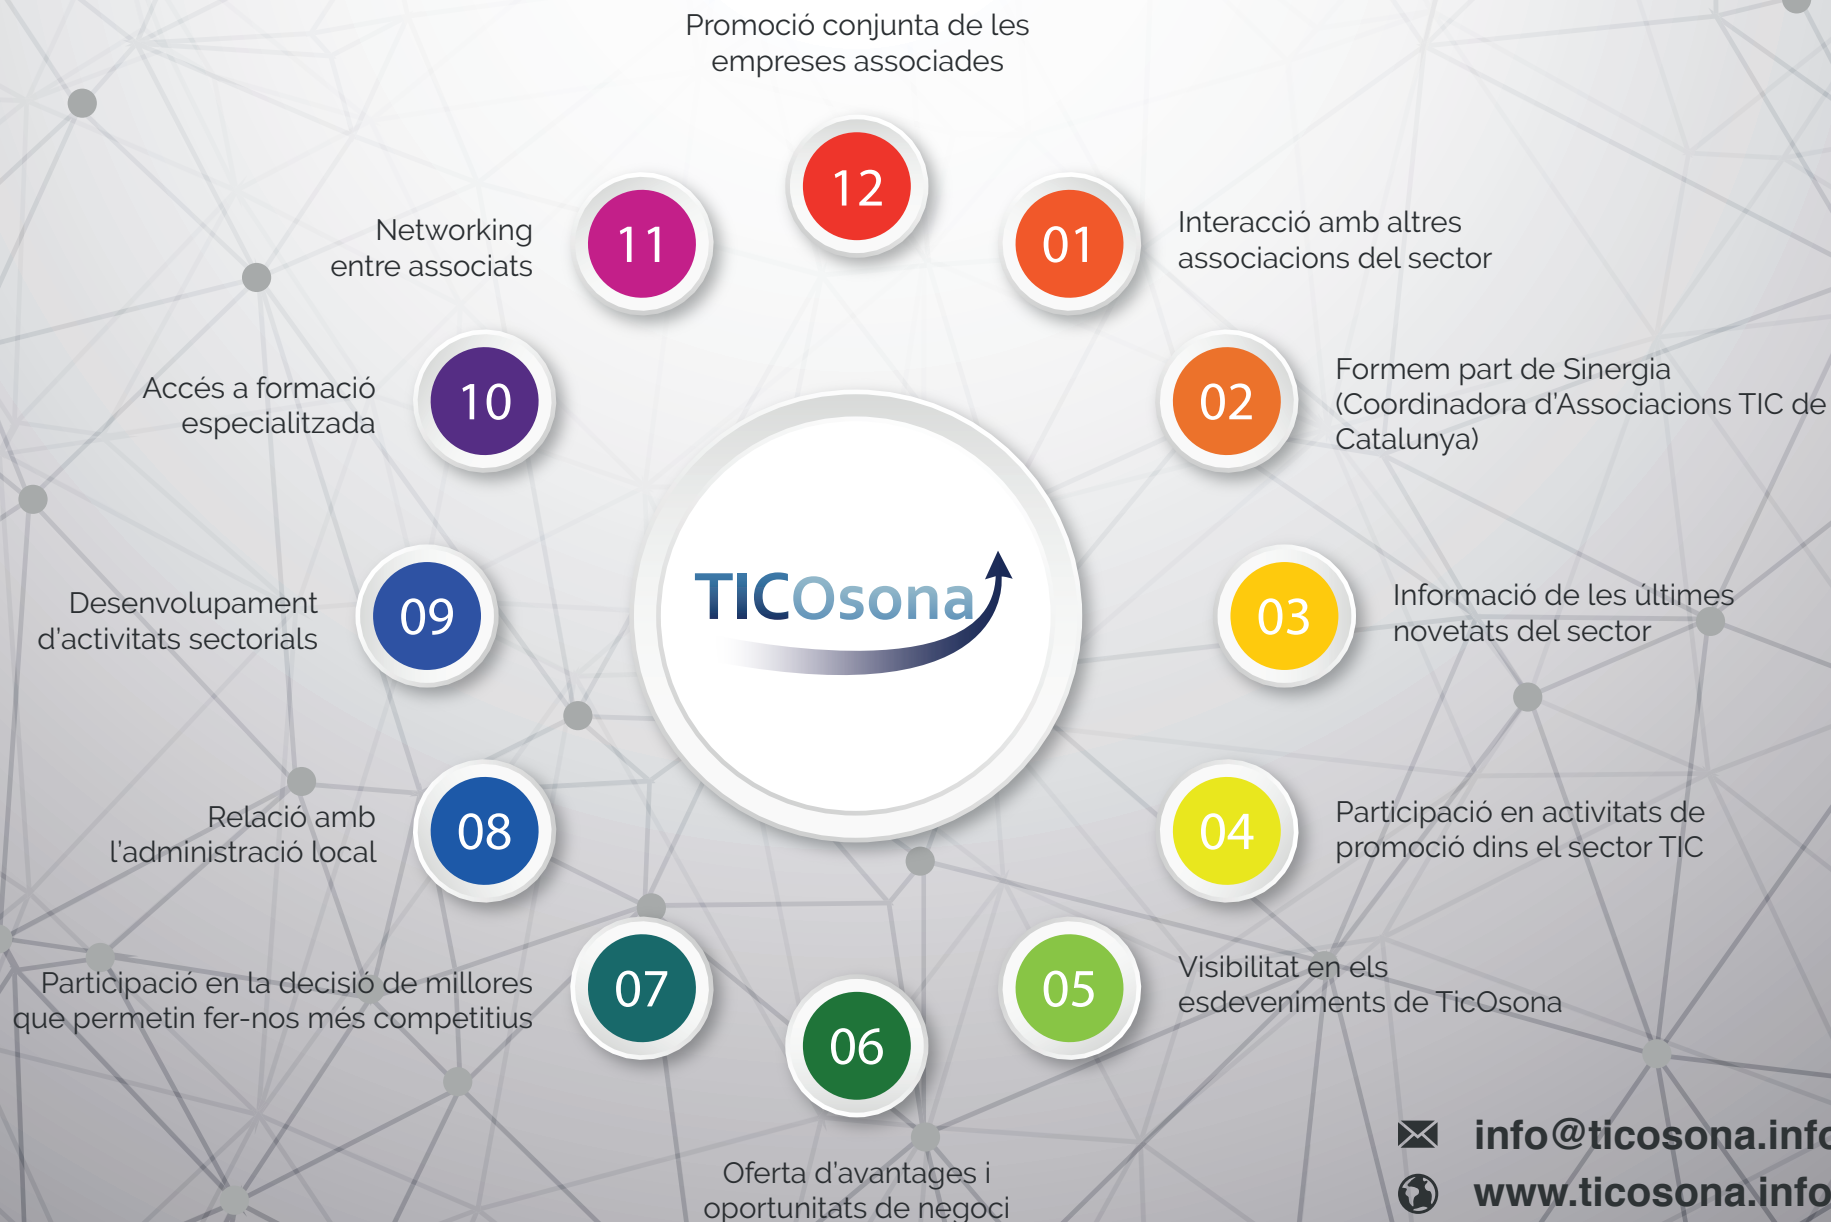 Promoció conjunta de les
empreses associades
12
01
Interacció amb altres
associacions del sector
02
Formem part de Sinergia
(Coordinadora d'Associacions TIC de
Catalunya)
03
Informació de les últimes
novetats del sector
04
Participació en activitats de
promoció dins el sector TIC
05
Visibilitat en els
esdeveniments de TicOsona
06
Oferta d'avantages i
oportunitats de negoci
07
Participació en la decisió de millores
que permetin fer-nos més competitius
08
Relació amb
l'administració local
09
Desenvolupament
d'activitats sectorials
10
Accés a formació
especialitzada
11
Networking
entre associats
TICOsona
info@ticosona.info
www.ticosona.info